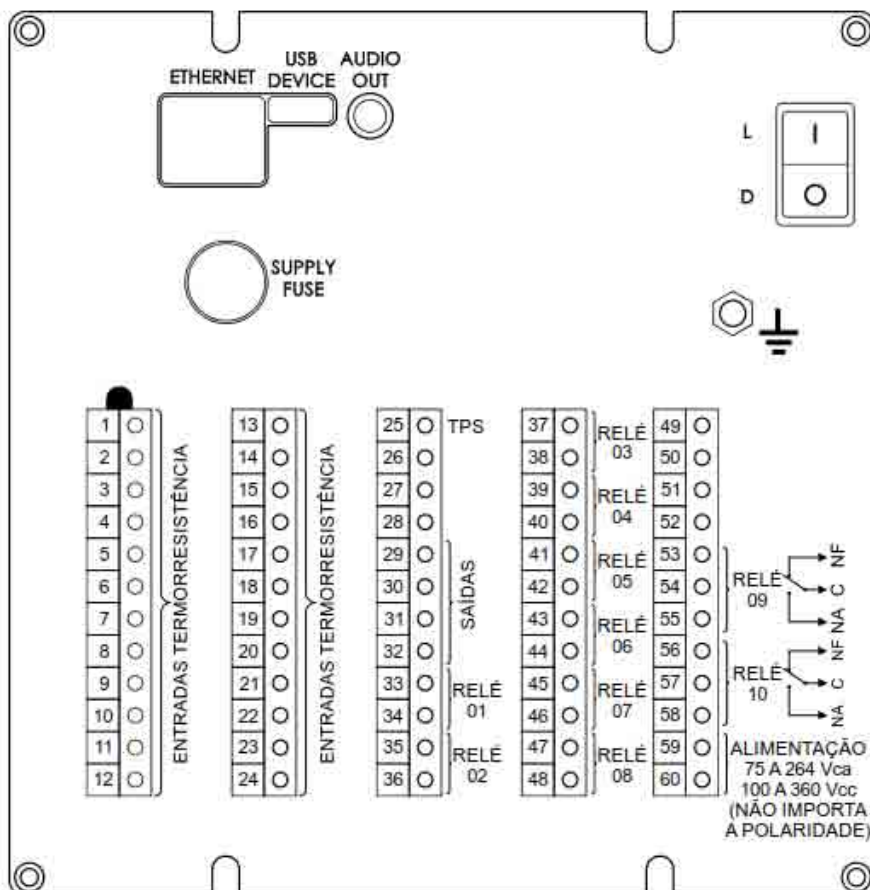 ETHERNET
USB
DEVICE
AUDIO
OUT
L
I
D
O
SUPPLY
FUSE
1
2
3
4
5
6
7
8
9
10
11
12
ENTRADAS TERMORRESISTÊNCIA
13
14
15
16
17
18
19
20
21
22
23
24
ENTRADAS TERMORRESISTÊNCIA
25
26
27
28
29
30
31
32
33
34
35
36
TPS
SAÍDAS
RELÉ
01
RELÉ
02
37
38
39
40
41
42
43
44
45
46
47
48
RELÉ
03
RELÉ
04
RELÉ
05
RELÉ
06
RELÉ
07
RELÉ
08
49
50
51
52
53
54
55
56
57
58
59
60
RELÉ
09
NF
C
NA
RELÉ
10
NF
C
NA
ALIMENTAÇÃO
75 A 264 Vca
100 A 360 Vcc
(NÃO IMPORTA
A POLARIDADE)